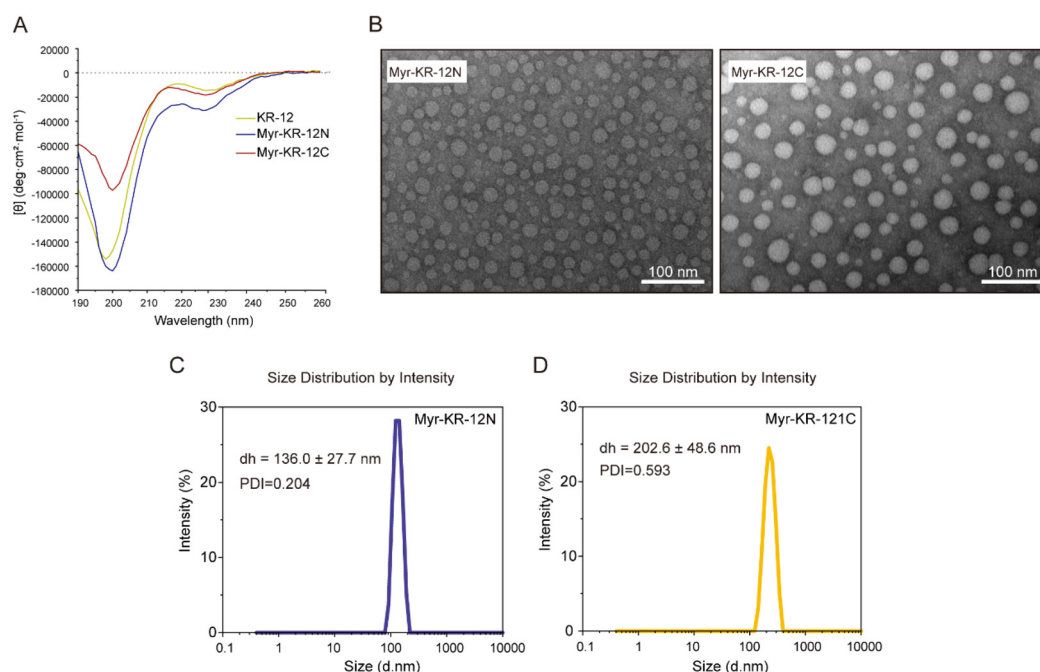 A
20000
0
-20000
-40000
-60000
-80000
-100000
-120000
-140000
-160000
-180000
[θ] (deg·cm²·mol⁻¹)
190 200 210 220 230 240 250 260
Wavelength (nm)
KR-12
Myr-KR-12N
Myr-KR-12C
B
Myr-KR-12N
100 nm
Myr-KR-12C
100 nm
C
Size Distribution by Intensity
Myr-KR-12N
dh = 136.0 ± 27.7 nm
PDI=0.204
30
20
10
0
Intensity (%)
0.1 1 10 100 1000 10000
Size (d.nm)
D
Size Distribution by Intensity
Myr-KR-121C
dh = 202.6 ± 48.6 nm
PDI=0.593
30
20
10
0
Intensity (%)
0.1 1 10 100 1000 10000
Size (d.nm)